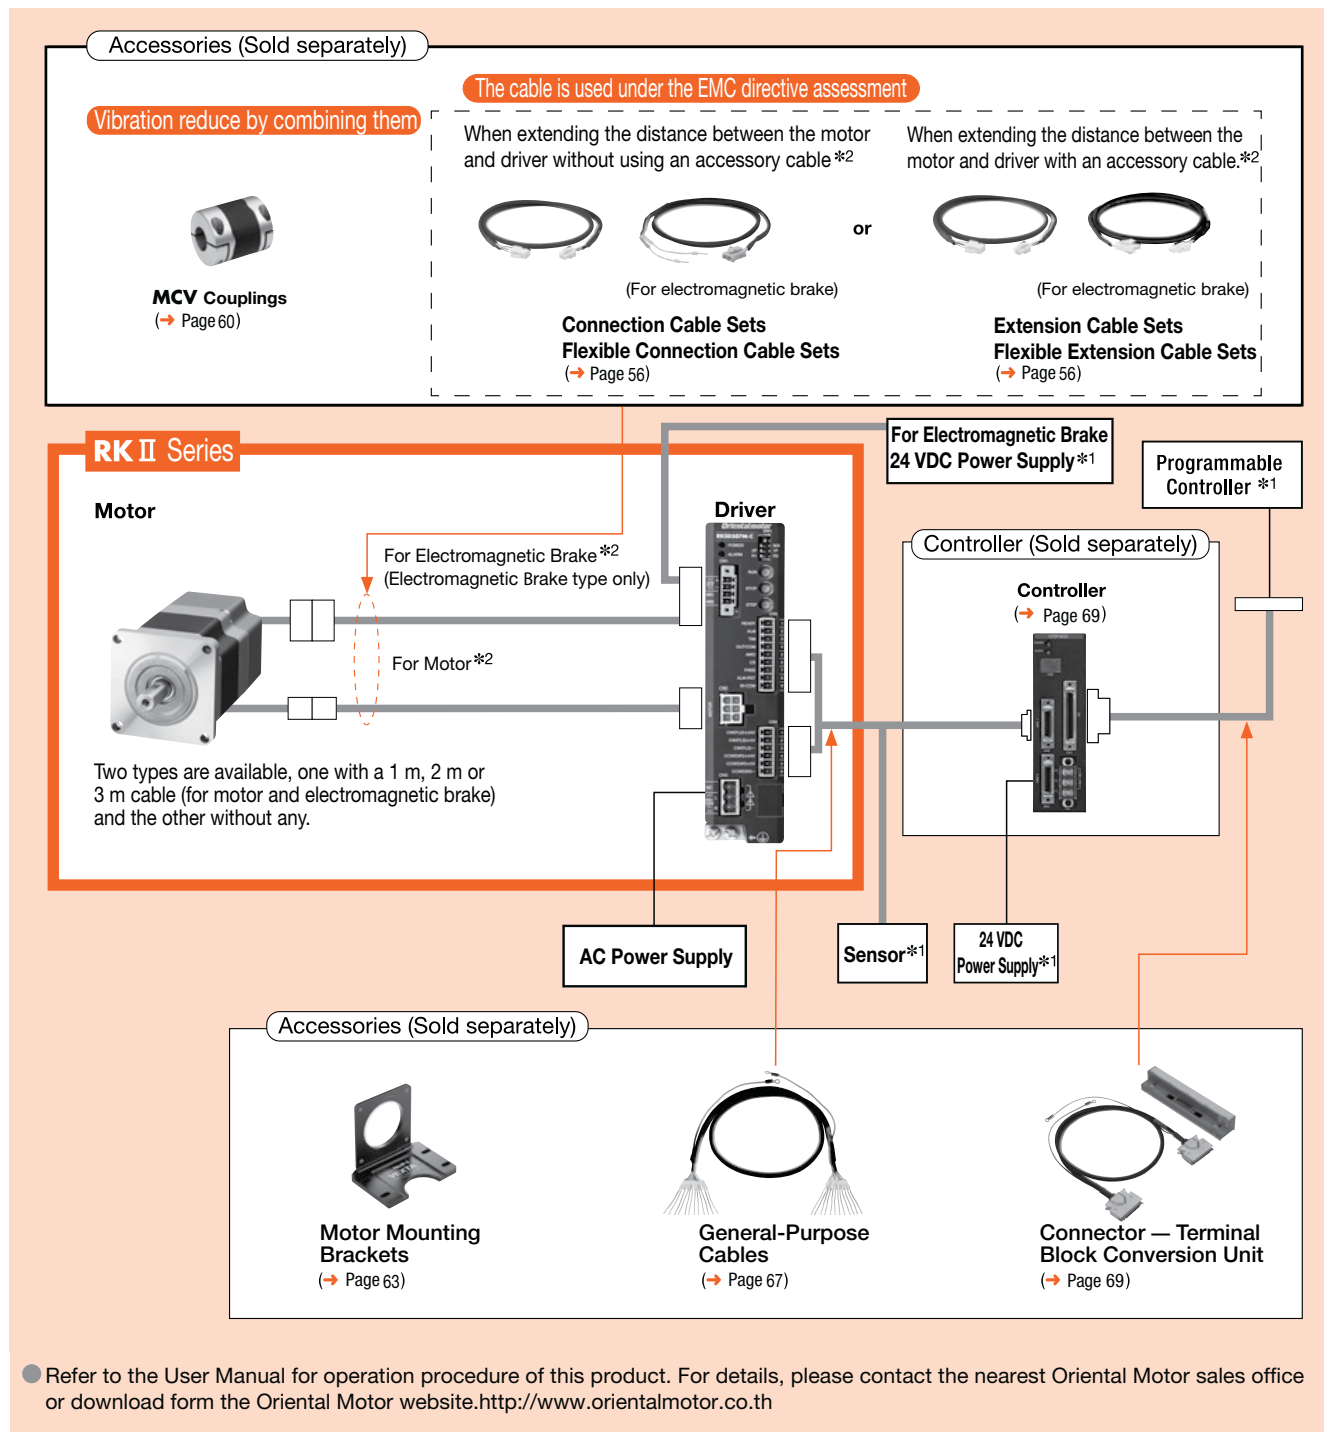 Accessories (Sold separately)
The cable is used under the EMC directive assessment
Vibration reduce by combining them
When extending the distance between the motor
and driver without using an accessory cable*2
When extending the distance between the
motor and driver with an accessory cable.*2
or
(For electromagnetic brake)
(For electromagnetic brake)
MCV Couplings
(➜ Page 60)
Connection Cable Sets
Flexible Connection Cable Sets
(➜ Page 56)
Extension Cable Sets
Flexible Extension Cable Sets
(➜ Page 56)
RK II Series
For Electromagnetic Brake
24 VDC Power Supply*1
Programmable
Controller *1
Motor
Driver
Controller (Sold separately)
For Electromagnetic Brake*2
(Electromagnetic Brake type only)
Controller
(➜ Page 69)
For Motor*2
Two types are available, one with a 1 m, 2 m or
3 m cable (for motor and electromagnetic brake)
and the other without any.
AC Power Supply
Sensor*1
24 VDC
Power Supply*1
Accessories (Sold separately)
Motor Mounting
Brackets
(➜ Page 63)
General-Purpose
Cables
(➜ Page 67)
Connector — Terminal
Block Conversion Unit
(➜ Page 69)
● Refer to the User Manual for operation procedure of this product. For details, please contact the nearest Oriental Motor sales office
or download form the Oriental Motor website.http://www.orientalmotor.co.th